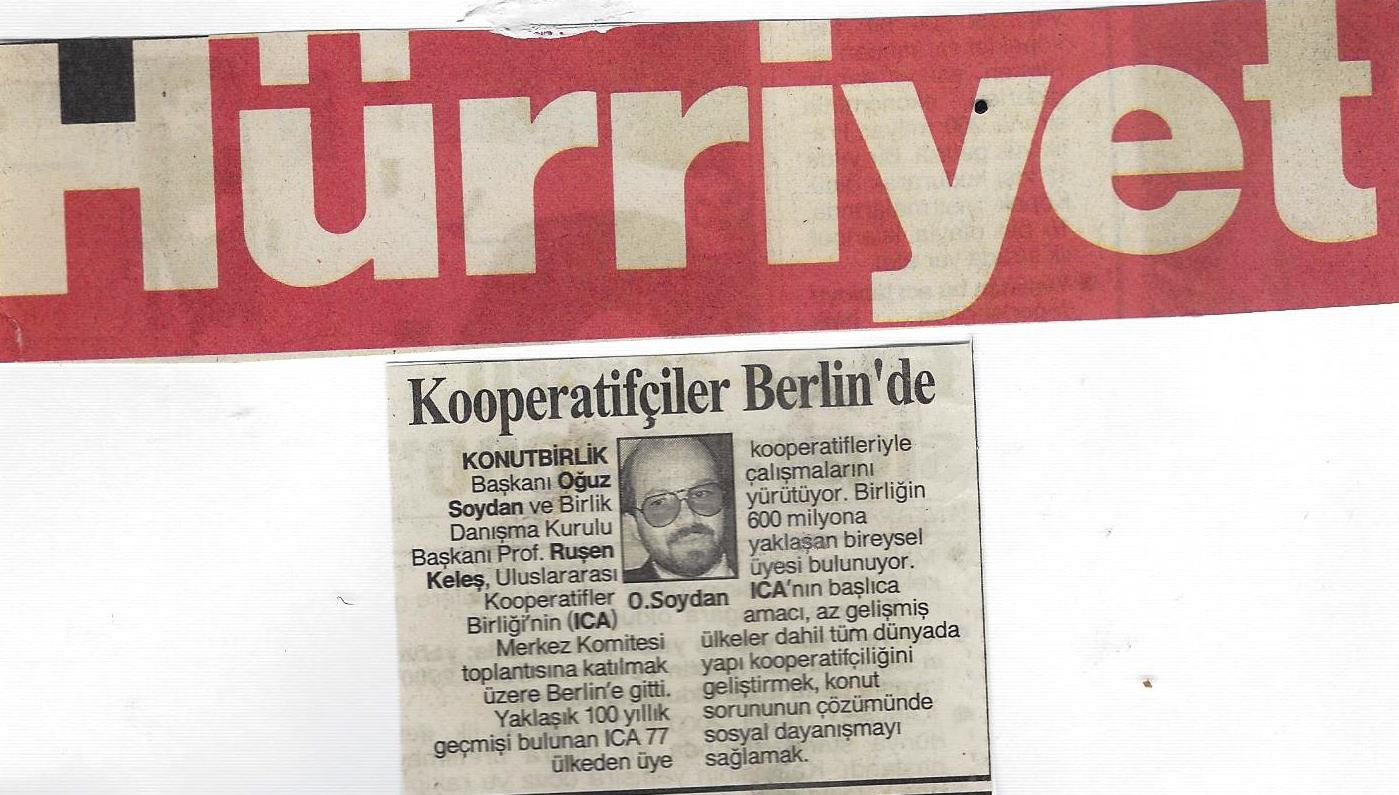 Hürriyet
Kooperatifçiler Berlin'de
KONUTBİRLİK
Başkanı Oğuz
Soydan ve Birlik
Danışma Kurulu
Başkanı Prof. Ruşen
Keleş, Uluslararası
Kooperatifler
Birliği'nin (ICA)
Merkez Komitesi
toplantısına katılmak
üzere Berlin'e gitti.
Yaklaşık 100 yıllık
geçmişi bulunan ICA 77
ülkeden üye
O.Soydan
kooperatifleriyle
çalışmalarını
yürütüyor. Birliğin
600 milyona
yaklaşan bireysel
üyesi bulunuyor.
ICA'nın başlıca
amacı, az gelişmiş
ülkeler dahil tüm dünyada
yapı kooperatifçiliğini
geliştirmek, konut
sorununun çözümünde
sosyal dayanışmayı
sağlamak.